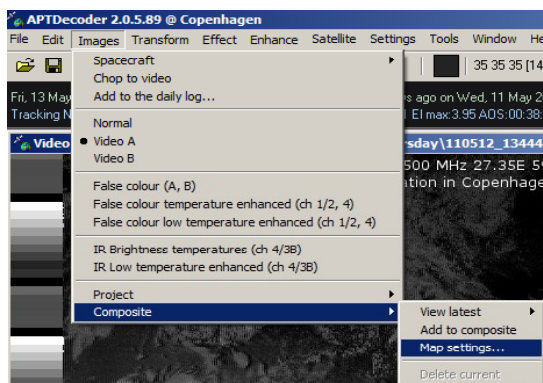 APTDecoder 2.0.5.89 @ Copenhagen
File Edit Images Transform Effect Enhance Satellite Settings Tools Window He
35 35 35 [14
Fri, 13 May
s ago on Wed, 11 May 2
Tracking N
El max:3.95 AOS:00:38:
Video
sday\110512_13444
500 MHz 27.35E 5
tion in Copenhage
Spacecraft
Chop to video
Add to the daily log...
Normal
Video A
Video B
False colour (A, B)
False colour temperature enhanced (ch 1/2, 4)
False colour low temperature enhanced (ch 1/2, 4)
IR Brightness temperatures (ch 4/3B)
IR Low temperature enhanced (ch 4/3B)
Project
Composite
View latest
Add to composite
Map settings...
Delete current